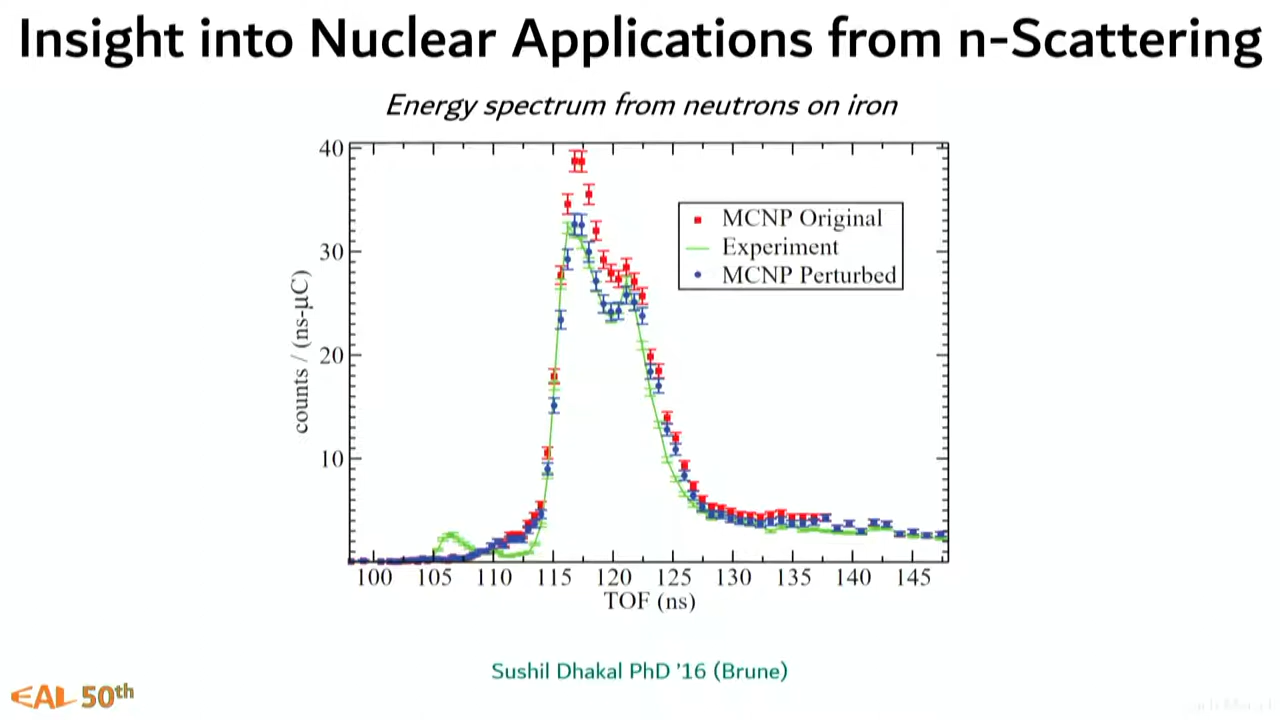 Insight into Nuclear Applications from n-Scattering
Energy spectrum from neutrons on iron
40
30
20
10
counts / (ns-μC)
MCNP Original
Experiment
MCNP Perturbed
100 105 110 115 120 125 130 135 140 145
TOF (ns)
Sushil Dhakal PhD '16 (Brune)
EAL 50th